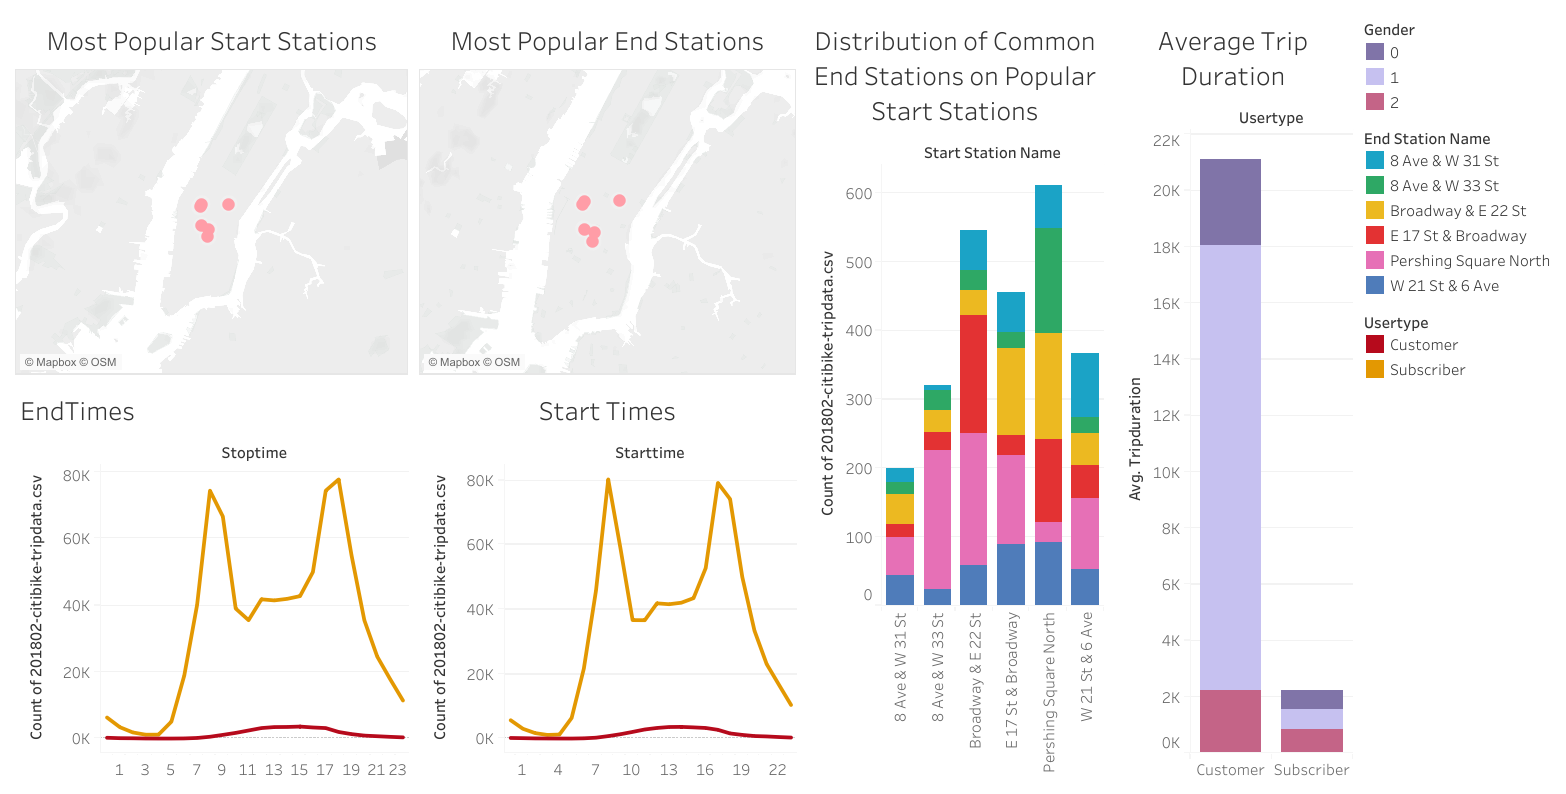 Most Popular Start Stations
© Mapbox © OSM
Most Popular End Stations
© Mapbox © OSM
EndTimes
Stoptime
Count of 201802-citibike-tripdata.csv
80K
60K
40K
20K
0K
1 3 5 7 9 11 13 15 17 19 21 23
Start Times
Starttime
Count of 201802-citibike-tripdata.csv
80K
60K
40K
20K
0K
1 4 7 10 13 16 19 22
Distribution of Common
End Stations on Popular
Start Stations
Start Station Name
Count of 201802-citibike-tripdata.csv
600
500
400
300
200
100
0
8 Ave & W 31 St
8 Ave & W 33 St
Broadway & E 22 St
E 17 St & Broadway
Pershing Square North
W 21 St & 6 Ave
Average Trip
Duration
Usertype
Avg. Tripduration
22K
20K
18K
16K
14K
12K
10K
8K
6K
4K
2K
0K
Customer Subscriber
Gender
0
1
2
End Station Name
8 Ave & W 31 St
8 Ave & W 33 St
Broadway & E 22 St
E 17 St & Broadway
Pershing Square North
W 21 St & 6 Ave
Usertype
Customer
Subscriber